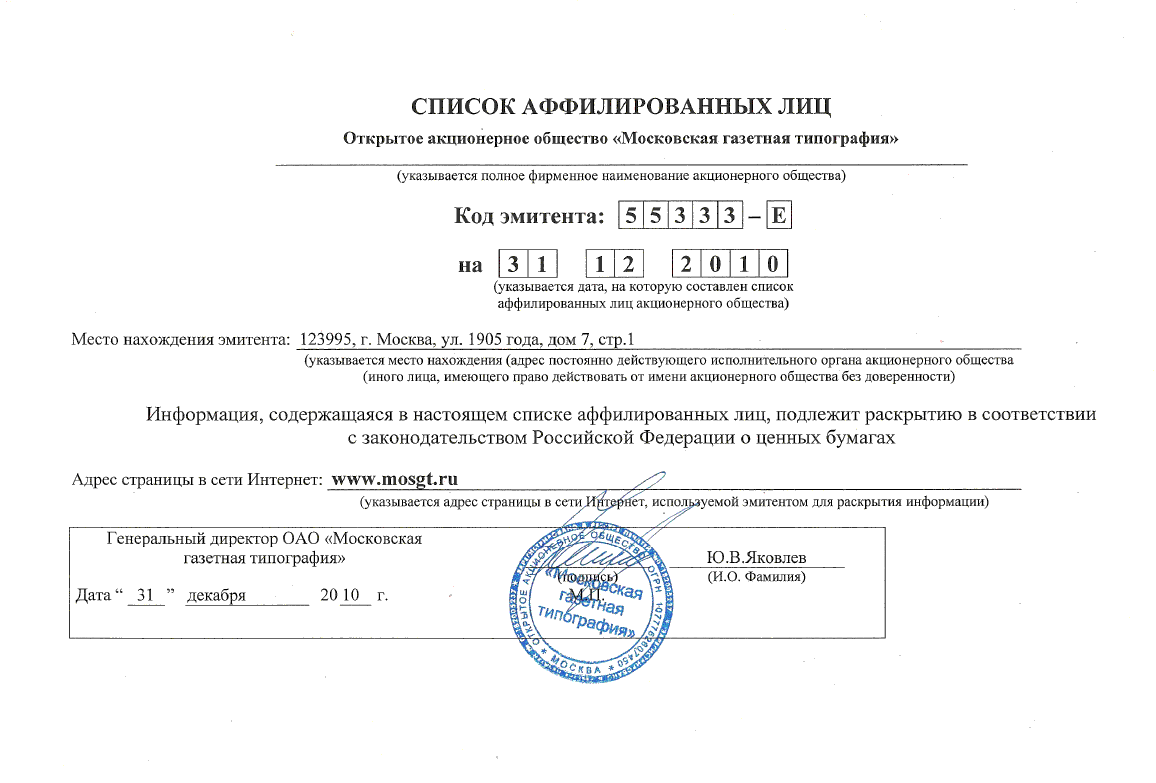 СПИСОК АФФИЛИРОВАННЫХ ЛИЦ
Открытое акционерное общество «Московская газетная типография»
(указывается полное фирменное наименование акционерного общества)
Код эмитента: 5 5 3 3 3 – Е
на 3 1 1 2 2 0 1 0
(указывается дата, на которую составлен список
аффилированных лиц акционерного общества)
Место нахождения эмитента: 123995, г. Москва, ул. 1905 года, дом 7, стр.1
(указывается место нахождения (адрес постоянно действующего исполнительного органа акционерного общества
(иного лица, имеющего право действовать от имени акционерного общества без доверенности)
Информация, содержащаяся в настоящем списке аффилированных лиц, подлежит раскрытию в соответствии
с законодательством Российской Федерации о ценных бумагах
Адрес страницы в сети Интернет: www.mosgt.ru
(указывается адрес страницы в сети Интернет, используемой эмитентом для раскрытия информации)
Генеральный директор ОАО «Московская
газетная типография»
Ю.В.Яковлев
(подпись)
(И.О. Фамилия)
Дата “ 31 ” декабря 20 10 г.
М.П.
ОТКРЫТОЕ АКЦИОНЕРНОЕ ОБЩЕСТВО ОГРН
* МОСКВА *
«Московская
газетная
типография»